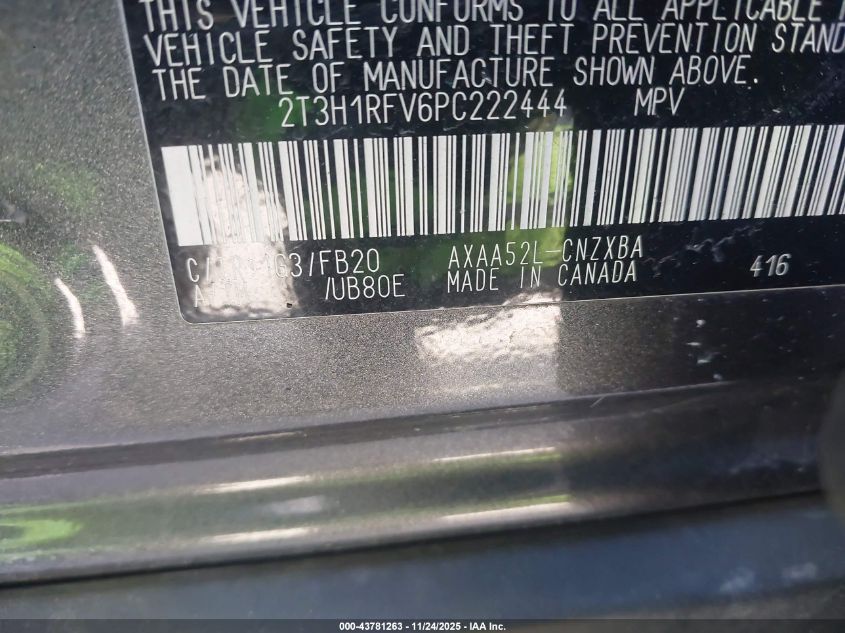 THIS VEHICLE CONFORMS TO ALL APPLICABLE
VEHICLE SAFETY AND THEFT PREVENTION STAND
THE DATE OF MANUFACTURE SHOWN ABOVE.
2T3H1RFV6PC222444 MPV
C/ G3/FB20 AXAA52L-CNZXBA
A /UB80E MADE IN CANADA 416
000-43781263 - 11/24/2025 - IAA Inc.